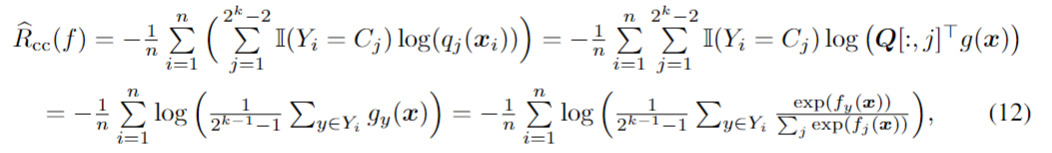 $\widehat{R}_{\mathrm{cc}}(f) = -\frac{1}{n}\sum_{i=1}^{n}\Big(\sum_{j=1}^{2^k-2}\mathbb{I}(Y_i = C_j)\log(q_j(\boldsymbol{x}_i))\Big) = -\frac{1}{n}\sum_{i=1}^{n}\sum_{j=1}^{2^k-2}\mathbb{I}(Y_i = C_j)\log\big(\boldsymbol{Q}[:,j]^\top g(\boldsymbol{x})\big)$
$= -\frac{1}{n}\sum_{i=1}^{n}\log\Big(\frac{1}{2^{k-1}-1}\sum_{y\in Y_i} g_y(\boldsymbol{x})\Big) = -\frac{1}{n}\sum_{i=1}^{n}\log\Big(\frac{1}{2^{k-1}-1}\sum_{y\in Y_i}\frac{\exp(f_y(\boldsymbol{x}))}{\sum_j \exp(f_j(\boldsymbol{x}))}\Big),$ (12)